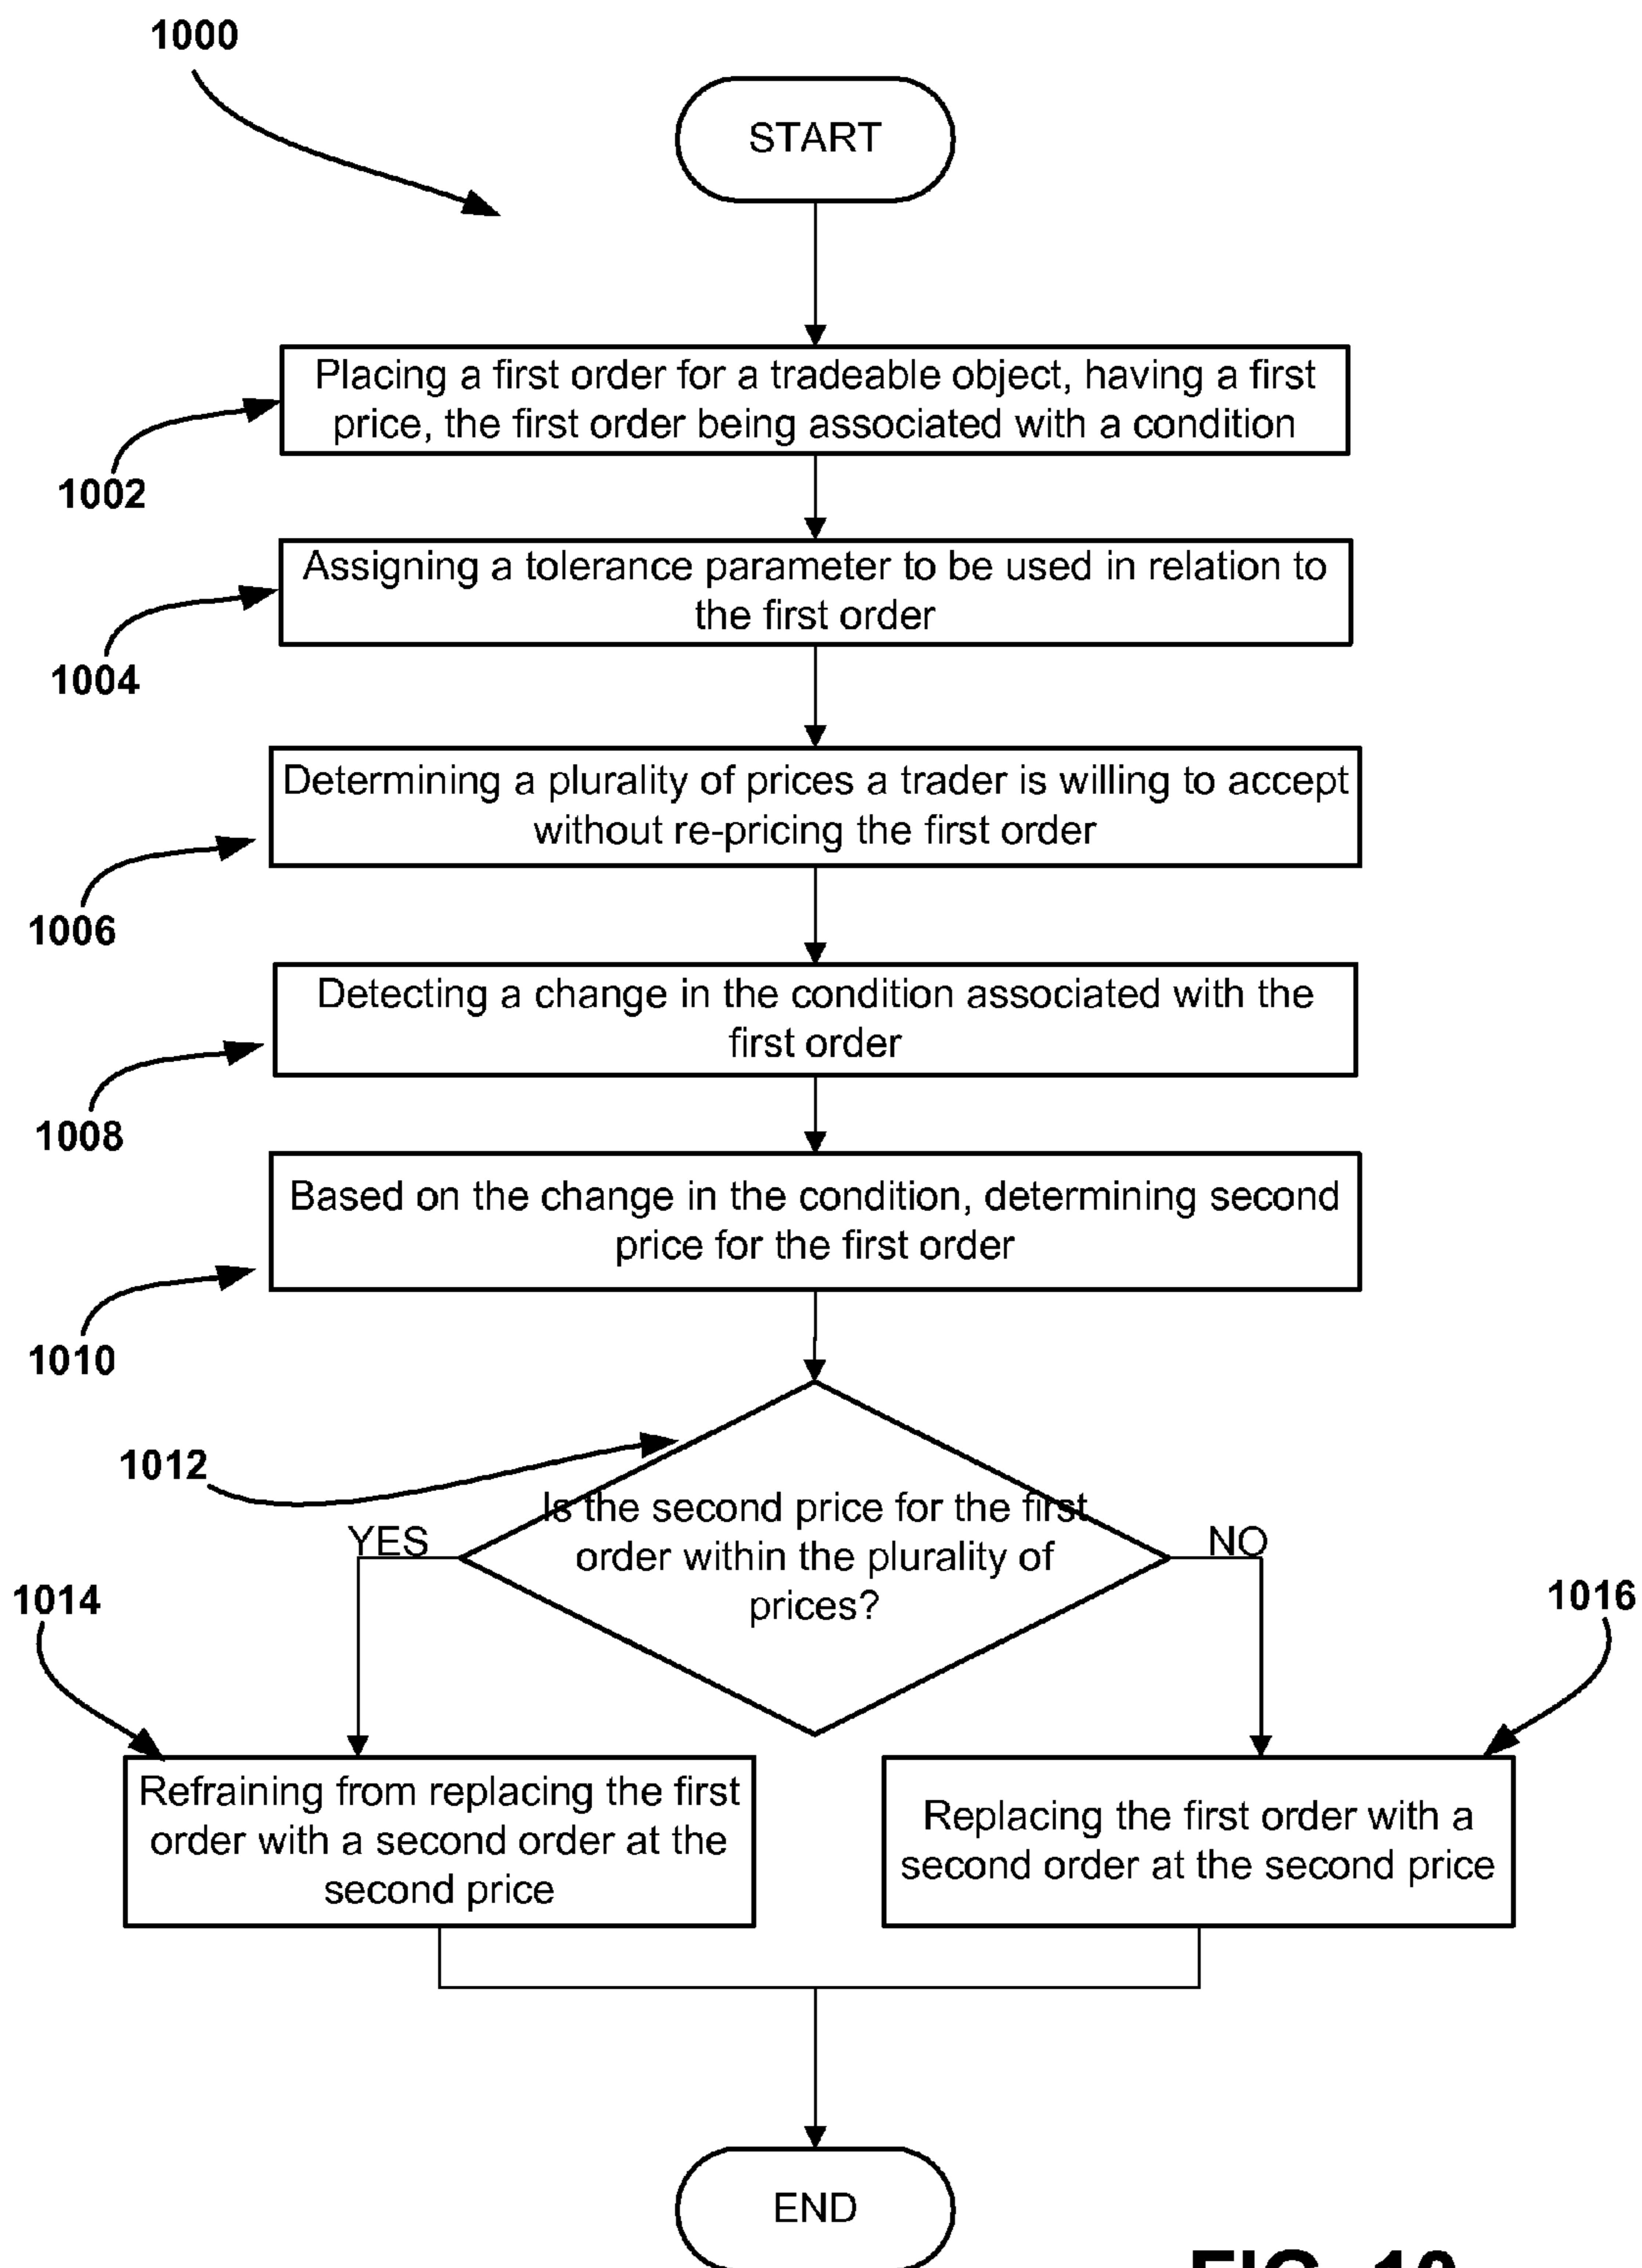 1000
START
Placing a first order for a tradeable object, having a first
price, the first order being associated with a condition
1002
Assigning a tolerance parameter to be used in relation to
the first order
1004
Determining a plurality of prices a trader is willing to accept
without re-pricing the first order
1006
Detecting a change in the condition associated with the
first order
1008
Based on the change in the condition, determining second
price for the first order
1010
1012
Is the second price for the first
order within the plurality of
prices?
YES
NO
1014
1016
Refraining from replacing the first
order with a second order at the
second price
Replacing the first order with a
second order at the second price
END
FIG. 10